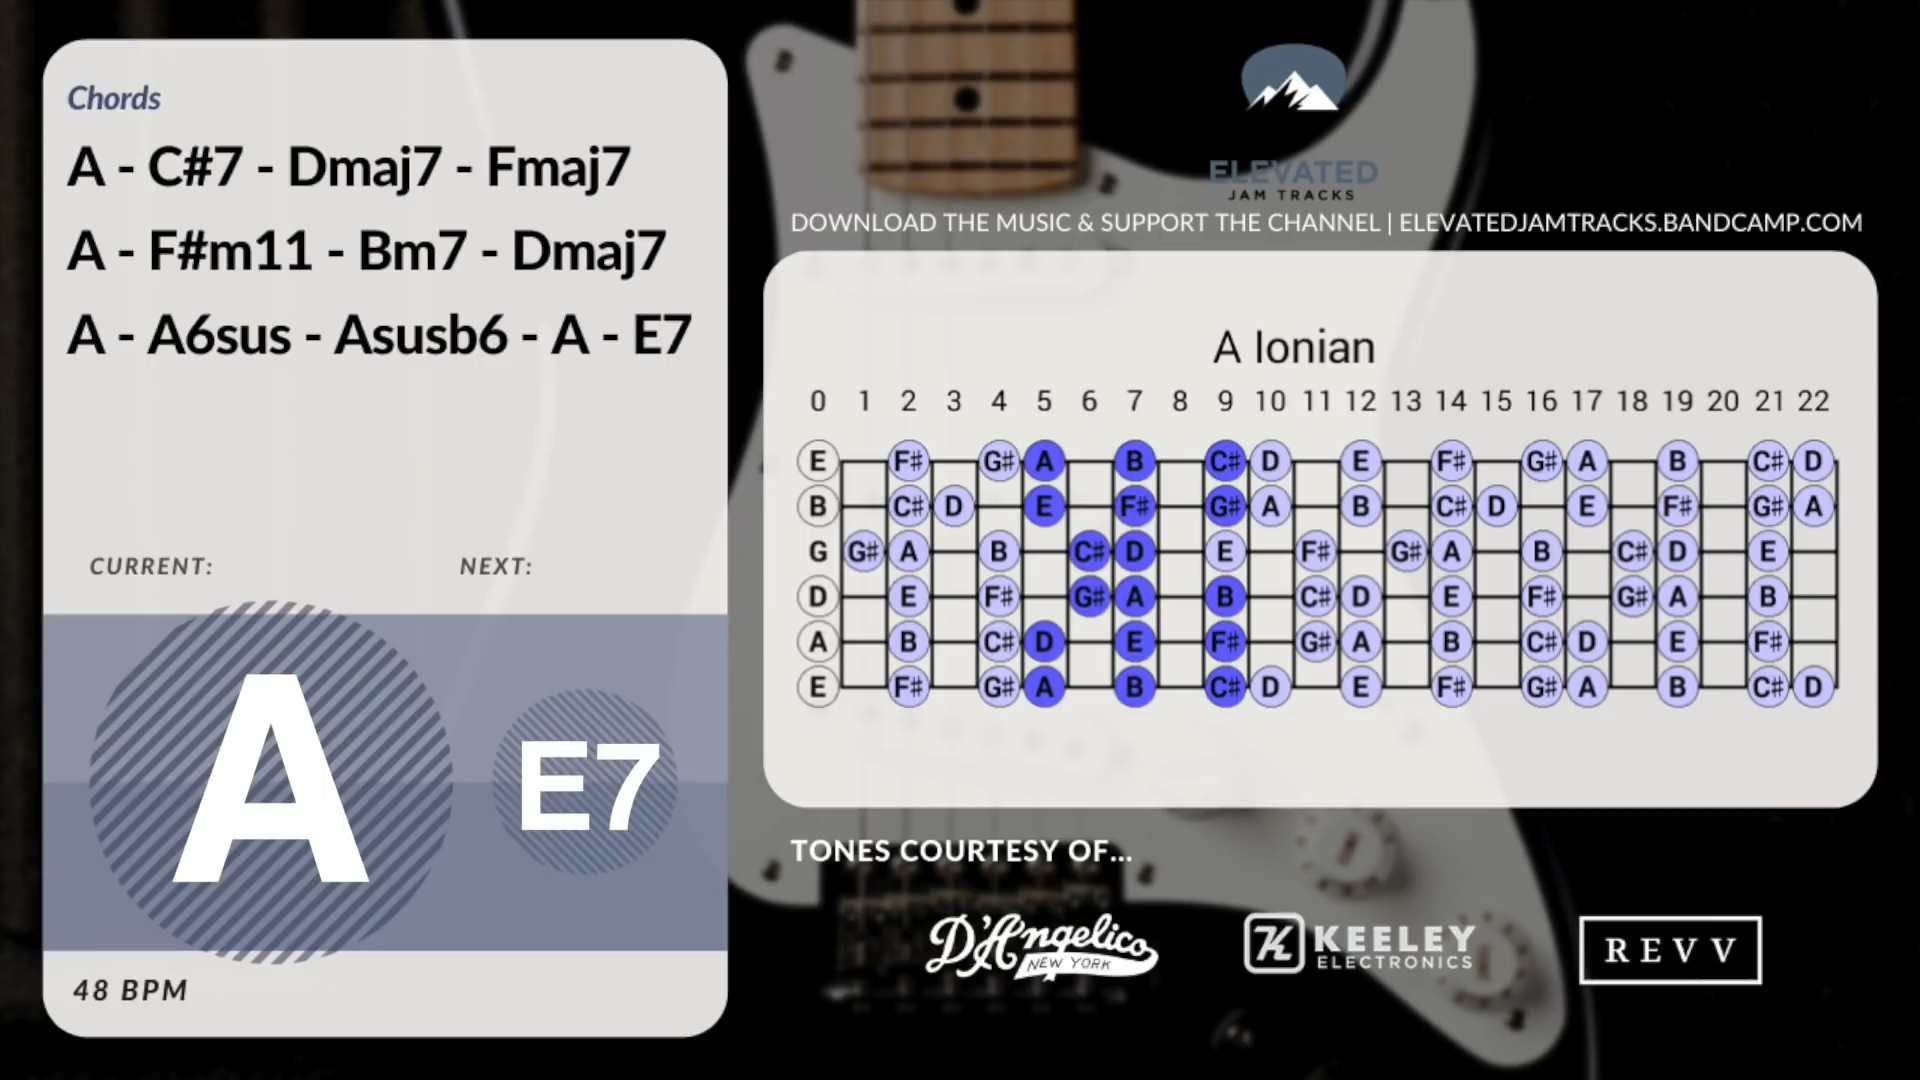 Chords
A - C#7 - Dmaj7 - Fmaj7
A - F#m11 - Bm7 - Dmaj7
A - A6sus - Asusb6 - A - E7
CURRENT: NEXT:
A E7
48 BPM
ELEVATED
JAM TRACKS
DOWNLOAD THE MUSIC & SUPPORT THE CHANNEL | ELEVATEDJAMTRACKS.BANDCAMP.COM
A Ionian
0 1 2 3 4 5 6 7 8 9 10 11 12 13 14 15 16 17 18 19 20 21 22
E F# G# A B C# D E F# G# A B C# D
B C# D E F# G# A B C# D E F# G# A
G G# A B C# D E F# G# A B C# D E
D E F# G# A B C# D E F# G# A B
A B C# D E F# G# A B C# D E F#
E F# G# A B C# D E F# G# A B C# D
TONES COURTESY OF...
D'Angelico
NEW YORK
KEELEY
ELECTRONICS
REVV